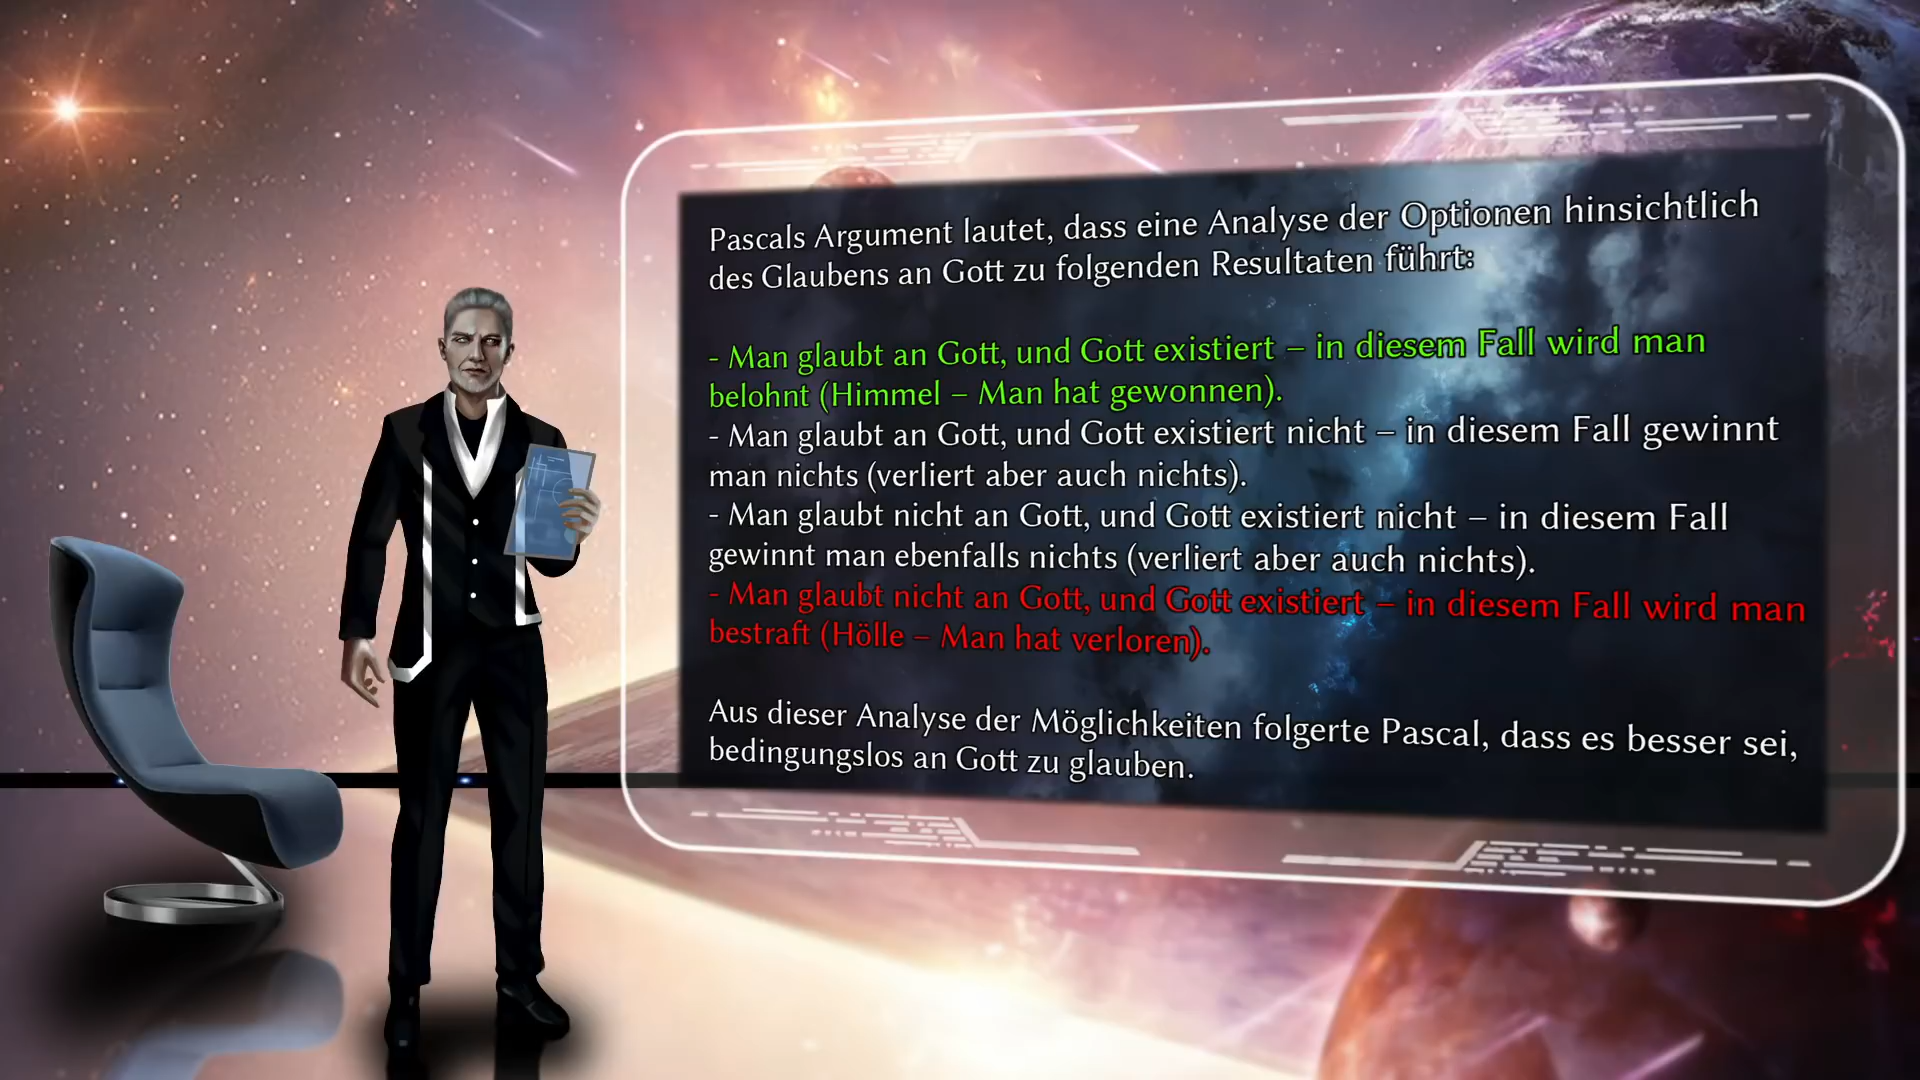 Pascals Argument lautet, dass eine Analyse der Optionen hinsichtlich
des Glaubens an Gott zu folgenden Resultaten führt:
- Man glaubt an Gott, und Gott existiert – in diesem Fall wird man
belohnt (Himmel – Man hat gewonnen).
- Man glaubt an Gott, und Gott existiert nicht – in diesem Fall gewinnt
man nichts (verliert aber auch nichts).
- Man glaubt nicht an Gott, und Gott existiert nicht – in diesem Fall
gewinnt man ebenfalls nichts (verliert aber auch nichts).
- Man glaubt nicht an Gott, und Gott existiert – in diesem Fall wird man
bestraft (Hölle – Man hat verloren).
Aus dieser Analyse der Möglichkeiten folgerte Pascal, dass es besser sei,
bedingungslos an Gott zu glauben.